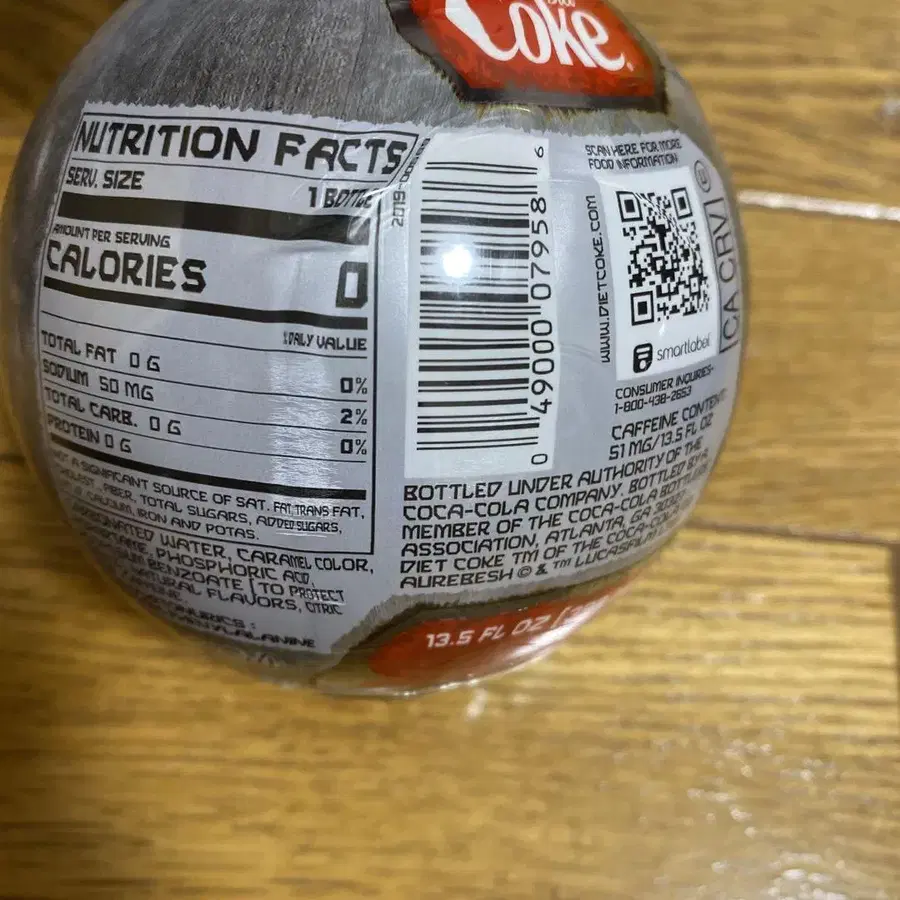 Coke
NUTRITION FACTS
SERV. SIZE
1 BOTTLE
AMOUNT PER SERVING
CALORIES 0
% DAILY VALUE
TOTAL FAT 0 G 0%
SODIUM 50 MG 2%
TOTAL CARB. 0 G 0%
PROTEIN 0 G
NOT A SIGNIFICANT SOURCE OF SAT. FAT, TRANS FAT,
FIBER, TOTAL SUGARS, ADDED SUGARS,
CALCIUM, IRON AND POTAS.
CARBONATED WATER, CARAMEL COLOR,
PHOSPHORIC ACID,
BENZOATE [TO PROTECT
NATURAL FLAVORS, CITRIC
0 49000 07958 6
SCAN HERE FOR MORE
FOOD INFORMATION
WWW.DIETCOKE.COM
smartlabel
CA CRV
CONSUMER INQUIRIES-
1-800-438-2653
CAFFEINE CONTENT:
51 MG/13.5 FL OZ
BOTTLED UNDER AUTHORITY OF THE
COCA-COLA COMPANY, BOTTLED BY A
MEMBER OF THE COCA-COLA BOTTLERS'
ASSOCIATION, ATLANTA, GA
DIET COKE TM OF THE COCA-COLA
AUREBESH © & ™ LUCASFILM
13.5 FL OZ